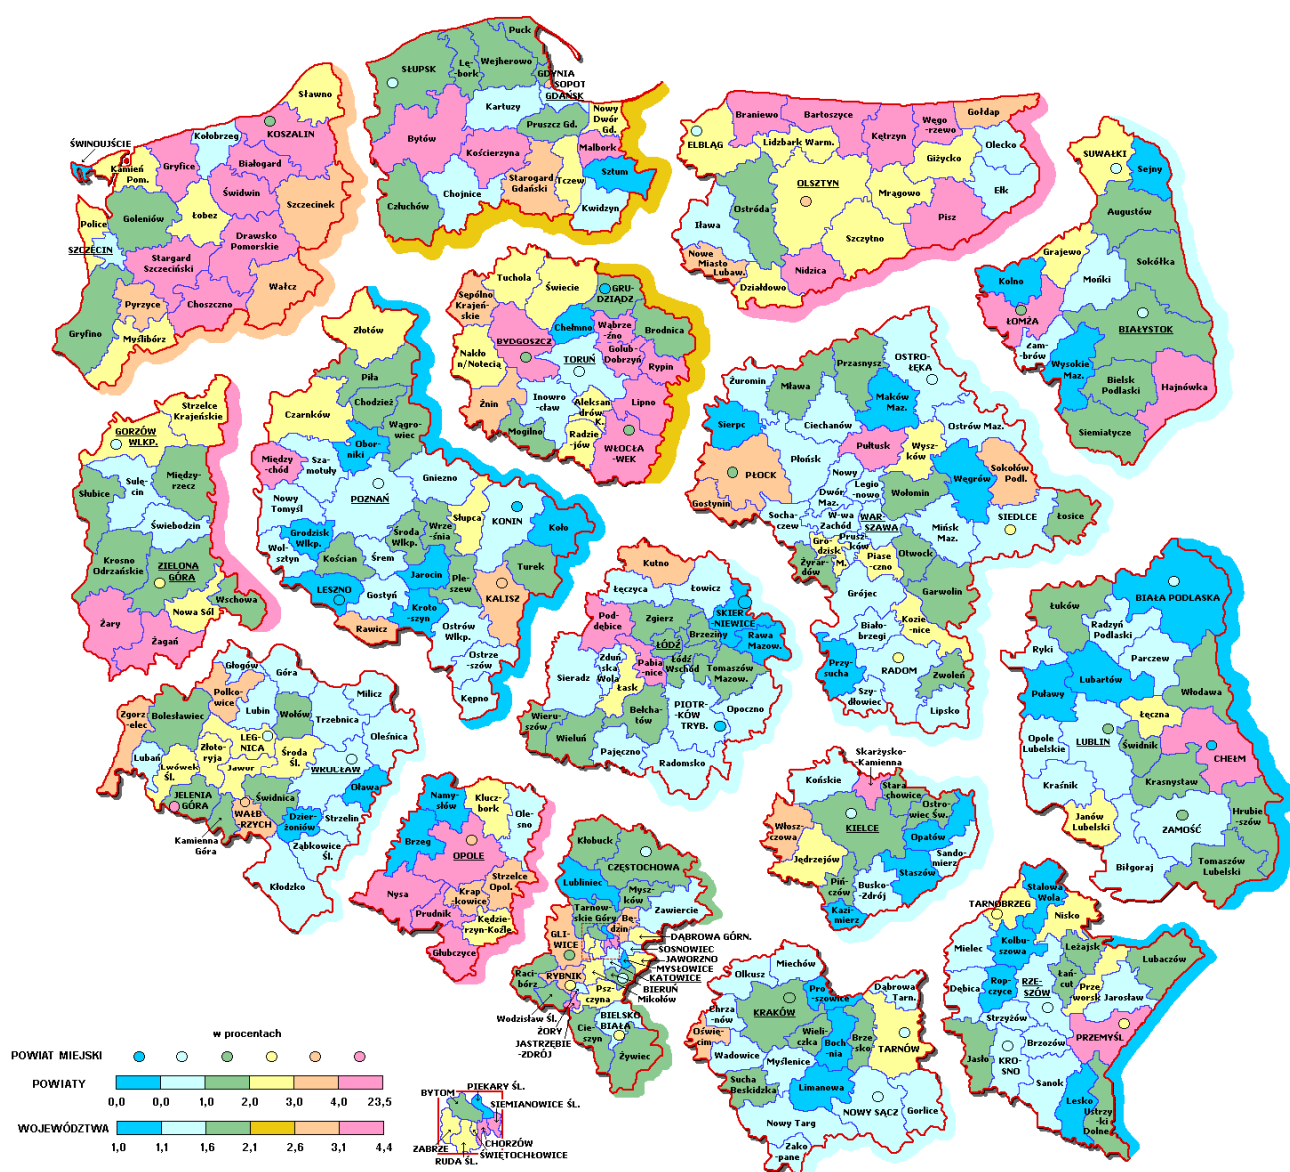 Puck
Lę-
-bork
Wejherowo
SŁUPSK
GDYNIA
SOPOT
GDAŃSK
Kartuzy
Nowy
Dwór
Gd.
Pruszcz Gd.
Bytów
Kościerzyna
Malbork
Starogard
Gdański
Tczew
Sztum
Chojnice
Człuchów
Kwidzyn
Sławno
ŚWINOUJŚCIE
Kołobrzeg
KOSZALIN
Kamień
Pom.
Gryfice
Białogard
Świdwin
Szczecinek
Goleniów
Łobez
Police
SZCZECIN
Drawsko
Pomorskie
Stargard
Szczeciński
Wałcz
Pyrzyce
Choszczno
Gryfino
Myślibórz
Braniewo
Bartoszyce
Węgo
-rzewo
Gołdap
ELBLĄG
Lidzbark Warm.
Kętrzyn
Giżycko
Olecko
OLSZTYN
Mrągowo
Ełk
Ostróda
Iława
Pisz
Szczytno
Nowe
Miasto
Lubaw.
Nidzica
Działdowo
SUWAŁKI
Sejny
Augustów
Grajewo
Sokółka
Kolno
Mońki
ŁOMŻA
BIAŁYSTOK
Zam-
-brów
Wysokie
Maz.
Bielsk
Podlaski
Hajnówka
Siemiatycze
Tuchola
Sępólno
Krajeń-
skie
Świecie
GRU-
DZIĄDZ
Chełmno
Wąbrze
-źno
Brodnica
BYDGOSZCZ
Nakło
n/Notecią
TORUŃ
Golub-
Dobrzyń
Rypin
Żnin
Inowro
-cław
Aleksan
drów.
K.
Lipno
Mogilno
Radzie
-jów
WŁOCŁA
-WEK
Złotów
Piła
Chodzież
Czarnków
Wągro-
wiec
Obor-
niki
Między
-chód
Sza-
motuły
Gniezno
Nowy
Tomyśl
POZNAŃ
Słupca
KONIN
Koło
Grodzisk
Wlkp.
Środa
Wlkp.
Wrze-
-śnia
Wol-
sztyn
Kościan
Śrem
Turek
Jarocin
Ple-
szew
LESZNO
Gostyń
KALISZ
Kroto-
szyn
Rawicz
Ostrów
Wlkp.
Ostrze
-szów
Kępno
Strzelce
Krajeńskie
GORZÓW
WLKP.
Między-
rzecz
Słubice
Sulę-
cin
Świebodzin
Krosno
Odrzańskie
ZIELONA
GÓRA
Wschowa
Nowa Sól
Żary
Żagań
OSTRO-
ŁĘKA
Przasnysz
Żuromin
Mława
Maków
Maz.
Ostrów Maz.
Sierpc
Ciechanów
Pułtusk
Wysz-
ków
Płońsk
Sokołów
Podl.
PŁOCK
Nowy
Dwór
Maz.
Legio
-nowo
Wołomin
Węgrów
Gostynin
Socha-
czew
W-wa
Zachód
WAR-
SZAWA
Mińsk
Maz.
SIEDLCE
Łosice
Prusz-
ków
Gro-
dzisk
M.
Piase
-czno
Otwock
Żyrar-
dów
Garwolin
Grójec
Biało-
brzegi
Kozie
-nice
RADOM
Przy-
sucha
Zwoleń
Szy-
dłowiec
Lipsko
Kutno
Łęczyca
Łowicz
SKIER
NIEWICE
Pod-
dębice
Zgierz
Brzeziny
Rawa
Mazow.
ŁÓDŹ
Zduń
ska
Wola
Pabia-
-nice
Łódź
Wschód
Tomaszów
Mazow.
Sieradz
Łask
Bełcha-
tów
PIOTR-
KÓW
TRYB.
Opoczno
Wieru-
szów
Wieluń
Pajęczno
Radomsko
BIAŁA PODLASKA
Łuków
Radzyń
Podlaski
Ryki
Parczew
Lubartów
Włodawa
Puławy
Łęczna
Opole
Lubelskie
LUBLIN
Świdnik
CHEŁM
Kraśnik
Krasnystaw
Janów
Lubelski
ZAMOŚĆ
Hrubie-
szów
Biłgoraj
Tomaszów
Lubelski
Głogów
Góra
Polko-
wice
Milicz
Zgorz
-elec
Bolesławiec
Lubin
Wołów
Trzebnica
Złoto-
ryja
LEG-
NICA
Oleśnica
Lubań
Środa
Śl.
Lwówek
Śl.
Jawor
WROCŁAW
JELENIA
GÓRA
Świdnica
Oława
WAŁB
-RZYCH
Dzier-
żoniów
Strzelin
Kamienna
Góra
Ząbkowice
Śl.
Kłodzko
Namy-
słów
Klucz-
bork
Ole-
sno
Brzeg
OPOLE
Strzelce
Opol.
Nysa
Krap
-kowice
Prudnik
Kędzie-
rzyn-Koźle
Głubczyce
Kłobuck
CZĘSTOCHOWA
Lubliniec
Mysz-
ków
Tarnow-
skie Góry
Zawiercie
Bę-
dzin
GLI-
WICE
DĄBROWA GÓRN.
SOSNOWIEC
JAWORZNO
MYSŁOWICE
KATOWICE
BIERUŃ
Mikołów
Raci-
bórz
RYBNIK
Psz-
czyna
Wodzisław Śl.
ŻORY
JASTRZĘBIE
-ZDRÓJ
BIELSKO
BIAŁA
Cie-
szyn
Żywiec
Skarżysko-
Kamienna
Końskie
Stara
chowice
Ostro-
wiec Św.
Włosz-
czowa
KIELCE
Opatów
Jędrzejów
Sando-
mierz
Staszów
Piń-
czów
Busko-
-Zdrój
Kazi-
mierz
Stalowa
Wola
TARNOBRZEG
Nisko
Mielec
Kolbu-
szowa
Leżajsk
Lubaczów
Dębica
Rop-
czyce
RZE-
SZÓW
Łań-
cut
Prze-
worsk
Jarosław
Strzyżów
PRZEMYŚL
Jasło
KRO-
SNO
Brzozów
Sanok
Lesko
Ustrzy-
ki
Dolne
Miechów
Olkusz
Pro-
szowice
Dąbrowa
Tarn.
Chrza-
nów
KRAKÓW
Oświę-
cim
Wieli-
czka
Boch-
nia
Brze-
sko
TARNÓW
Wadowice
Myślenice
Sucha
Beskidzka
Limanowa
NOWY SĄCZ
Gorlice
Nowy Targ
Zako-
pane
w procentach
POWIAT MIEJSKI
POWIATY
0,0 0,0 1,0 2,0 3,0 4,0 23,5
WOJEWÓDZTWA
1,0 1,1 1,6 2,6 3,1 4,4
BYTOM
PIEKARY ŚL.
SIEMIANOWICE ŚL.
CHORZÓW
ZABRZE
ŚWIĘTOCHŁOWICE
RUDA ŚL.